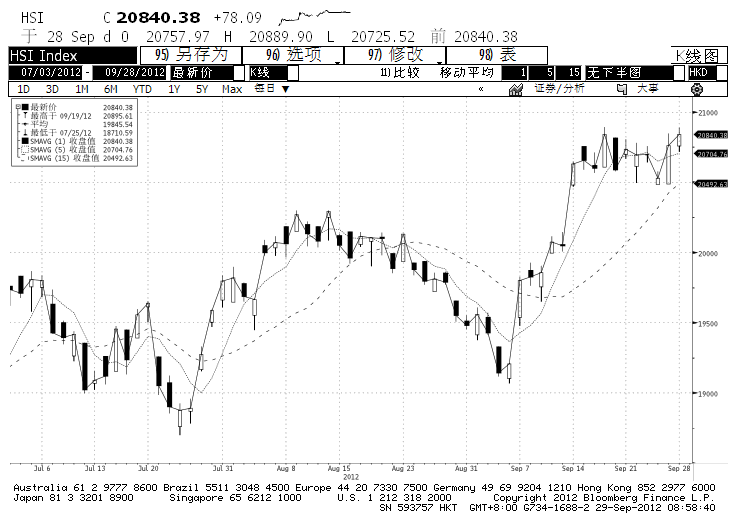 HSI C 20840.38 +78.09
于 28 Sep d O 20757.97 H 20889.90 L 20725.52 前 20840.38
HSI Index 95) 另存为 96) 选项 97) 修改 98) 表 K线图
07/03/2012 - 09/28/2012 最新价 K线 11) 比较 移动平均 1 5 15 无下半图 HKD
1D 3D 1M 6M YTD 1Y 5Y Max 每日 ▼ « 证券/分析 大事
最新价 20840.38
最高于 09/19/12 20895.61
平均 19845.54
最低于 07/25/12 18710.59
SMAVG (1) 收盘值 20840.38
SMAVG (5) 收盘值 20704.76
SMAVG (15) 收盘值 20492.63
21000
20840.38
20704.76
20492.63
20000
19500
19000
Jul 6 Jul 13 Jul 20 Jul 31 Aug 8 Aug 15 Aug 23 Aug 31 Sep 7 Sep 14 Sep 21 Sep 28
2012
Australia 61 2 9777 8600 Brazil 5511 3048 4500 Europe 44 20 7330 7500 Germany 49 69 9204 1210 Hong Kong 852 2977 6000
Japan 81 3 3201 8900 Singapore 65 6212 1000 U.S. 1 212 318 2000 Copyright 2012 Bloomberg Finance L.P.
SN 593757 HKT GMT+8:00 G734-1688-2 29-Sep-2012 08:58:40